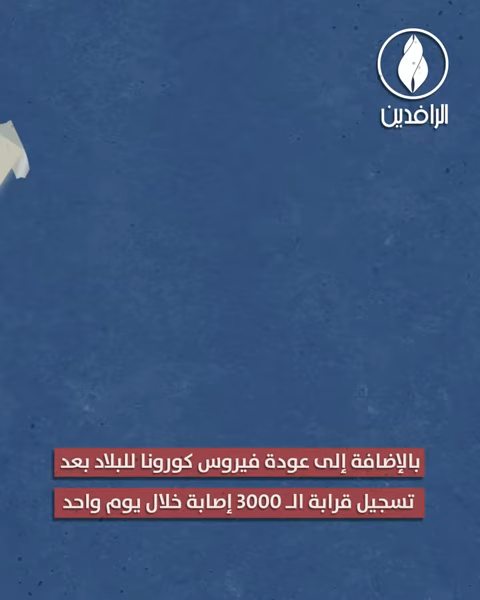 الرافدين
بالإضافة إلى عودة فيروس كورونا للبلاد بعد
تسجيل قرابة الـ 3000 إصابة خلال يوم واحد